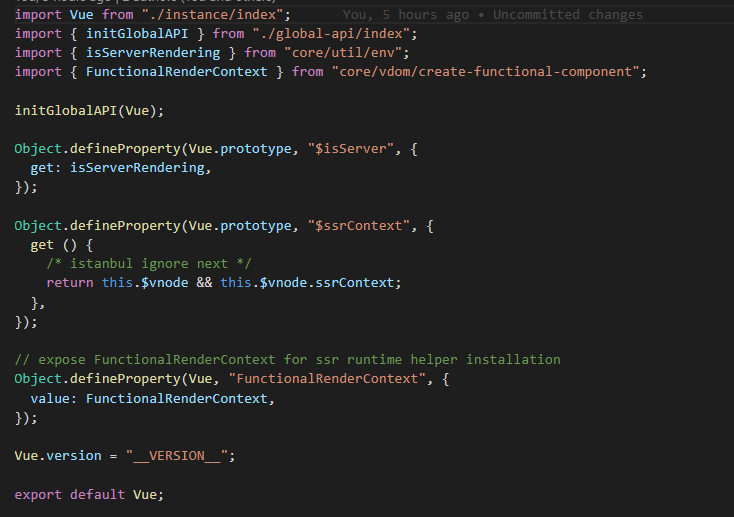 import Vue from "./instance/index"; You, 5 hours ago • Uncommitted changes
import { initGlobalAPI } from "./global-api/index";
import { isServerRendering } from "core/util/env";
import { FunctionalRenderContext } from "core/vdom/create-functional-component";
initGlobalAPI(Vue);
Object.defineProperty(Vue.prototype, "$isServer", {
  get: isServerRendering,
});
Object.defineProperty(Vue.prototype, "$ssrContext", {
  get () {
    /* istanbul ignore next */
    return this.$vnode && this.$vnode.ssrContext;
  },
});
// expose FunctionalRenderContext for ssr runtime helper installation
Object.defineProperty(Vue, "FunctionalRenderContext", {
  value: FunctionalRenderContext,
});
Vue.version = "__VERSION__";
export default Vue;